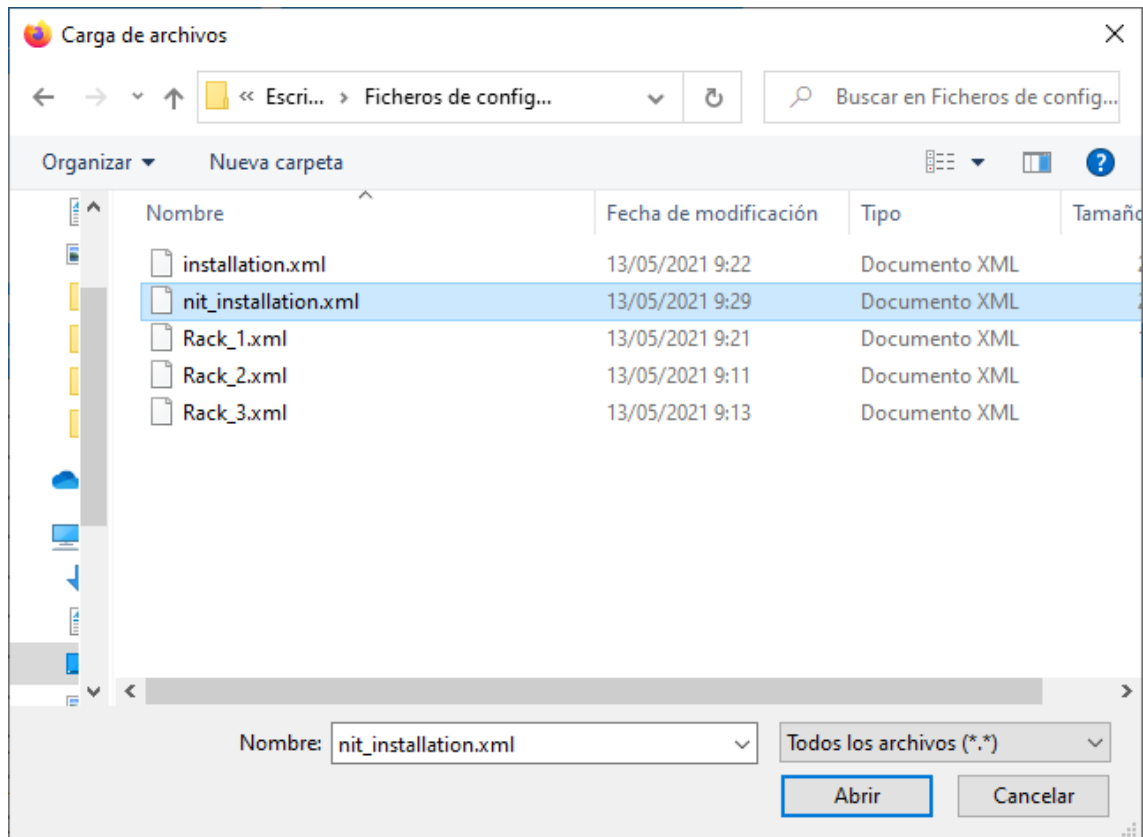 Carga de archivos
« Escri... › Ficheros de config...
Buscar en Ficheros de config...
Organizar
Nueva carpeta
?
Nombre Fecha de modificación Tipo Tamaño
installation.xml 13/05/2021 9:22 Documento XML
nit_installation.xml 13/05/2021 9:29 Documento XML
Rack_1.xml 13/05/2021 9:21 Documento XML
Rack_2.xml 13/05/2021 9:11 Documento XML
Rack_3.xml 13/05/2021 9:13 Documento XML
Nombre: nit_installation.xml
Todos los archivos (*.*)
Abrir
Cancelar